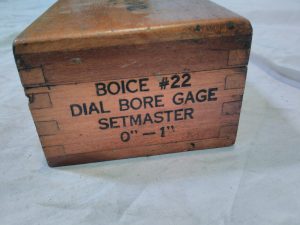 BOICE #22
DIAL BORE GAGE
SETMASTER
0"—1"